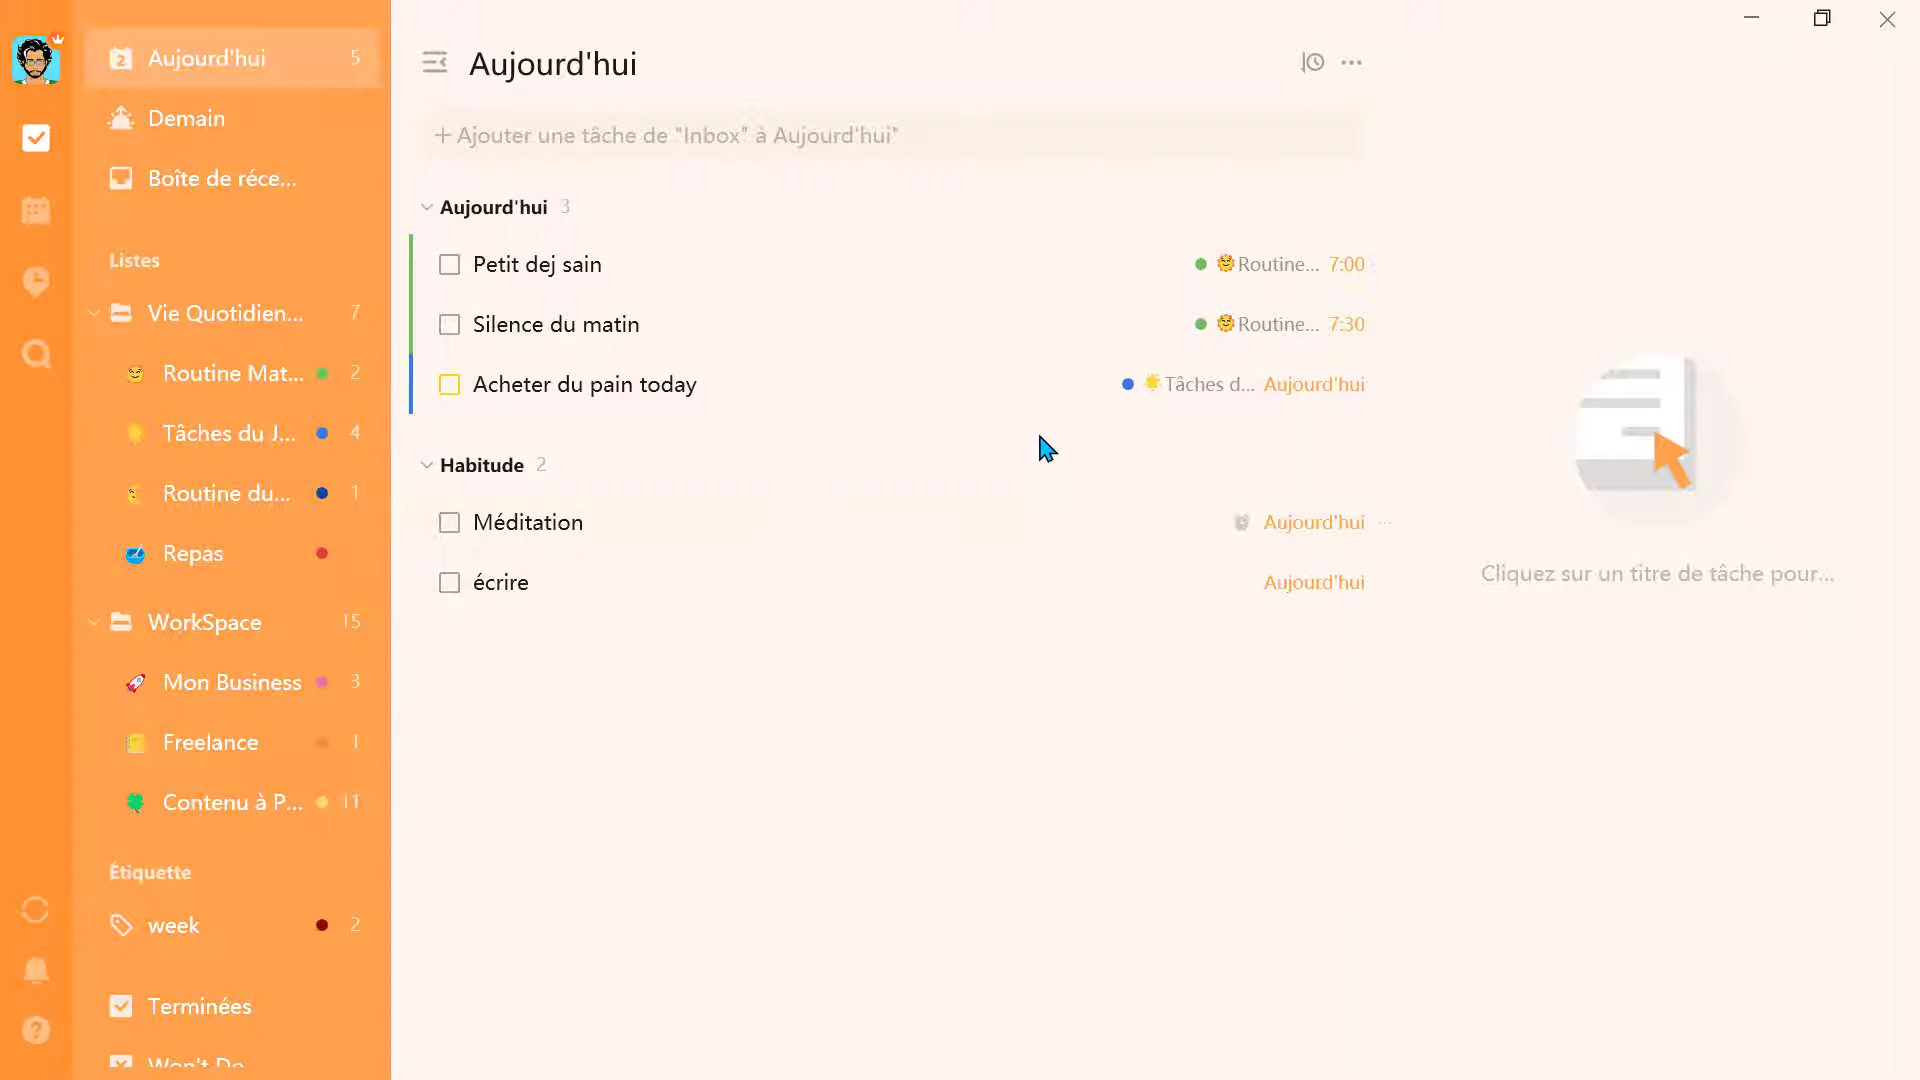 Aujourd'hui 5
Demain
Boîte de réce...
Listes
Vie Quotidien... 7
Routine Mat... 2
Tâches du J... 4
Routine du... 1
Repas
WorkSpace 15
Mon Business 3
Freelance 1
Contenu à P... 11
Étiquette
week 2
Terminées
Won't Do
Aujourd'hui
+ Ajouter une tâche de "Inbox" à Aujourd'hui"
Aujourd'hui 3
Petit dej sain Routine... 7:00
Silence du matin Routine... 7:30
Acheter du pain today Tâches d... Aujourd'hui
Habitude 2
Méditation Aujourd'hui
écrire Aujourd'hui
Cliquez sur un titre de tâche pour...